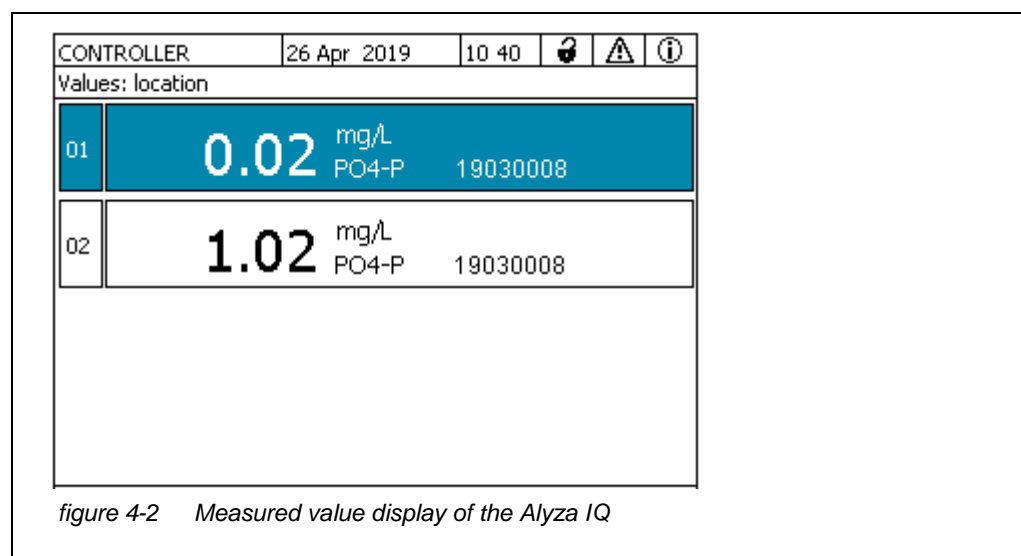 CONTROLLER 26 Apr 2019 10 40
Values: location
01 0.02 mg/L PO4-P 19030008
02 1.02 mg/L PO4-P 19030008
figure 4-2 Measured value display of the Alyza IQ